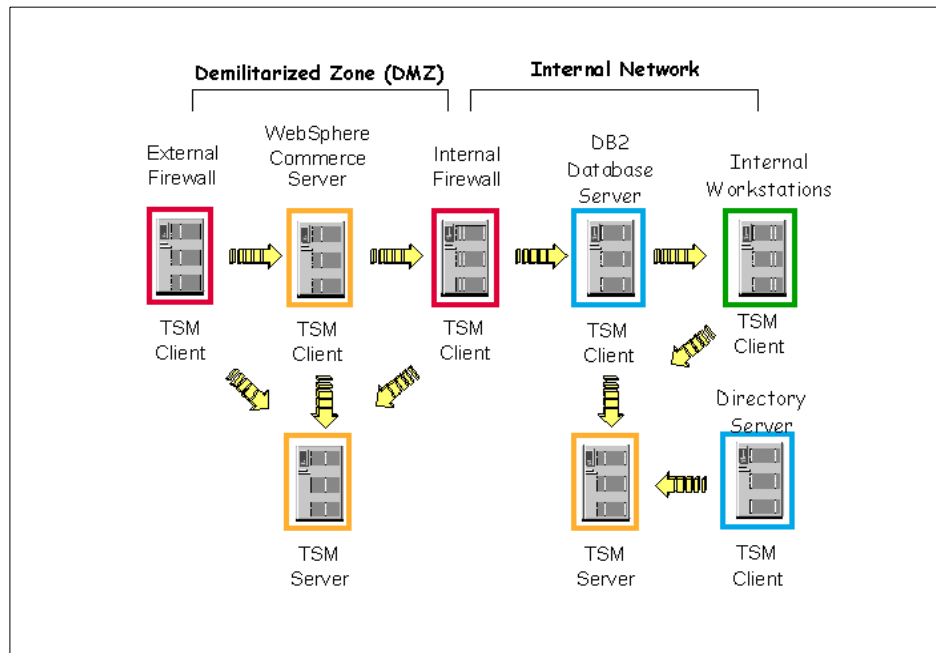 Demilitarized Zone (DMZ)
Internal Network
External
Firewall
WebSphere
Commerce
Server
Internal
Firewall
DB2
Database
Server
Internal
Workstations
TSM
Client
TSM
Client
TSM
Client
TSM
Client
TSM
Client
Directory
Server
TSM
Server
TSM
Server
TSM
Client